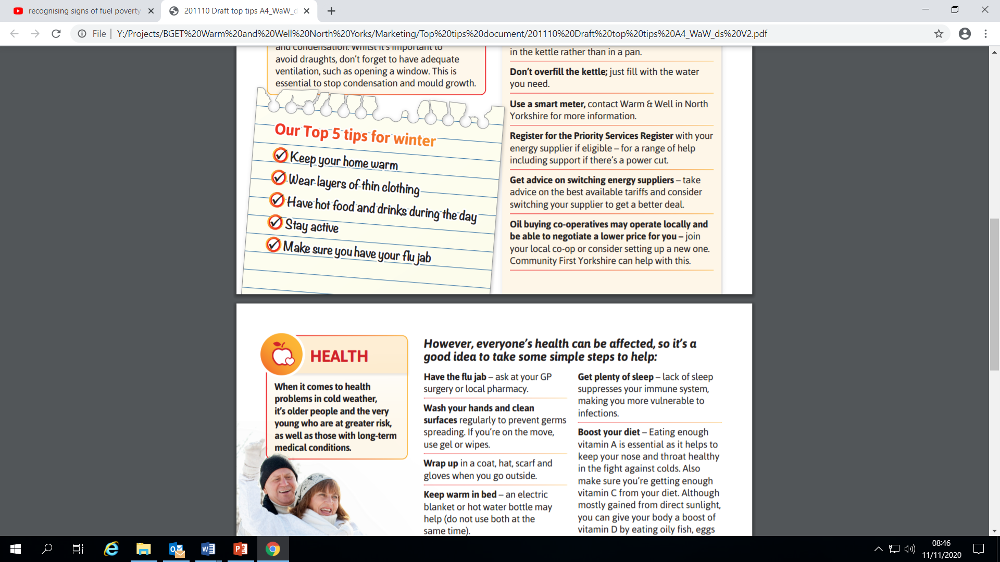 recognising signs of fuel poverty
201110 Draft top tips A4_WaW_d
File
Y:/Projects/BGET%20Warm%20and%20Well%20North%20Yorks/Marketing/Top%20tips%20document/201110%20Draft%20top%20tips%20A4_WaW_ds%20V2.pdf
and condensation. Whilst it's important to
avoid draughts, don't forget to have adequate
ventilation, such as opening a window. This is
essential to stop condensation and mould growth.
Our Top 5 tips for winter
Keep your home warm
Wear layers of thin clothing
Have hot food and drinks during the day
Stay active
Make sure you have your flu jab
in the kettle rather than in a pan.
Don't overfill the kettle; just fill with the water
you need.
Use a smart meter, contact Warm & Well in North
Yorkshire for more information.
Register for the Priority Services Register with your
energy supplier if eligible – for a range of help
including support if there's a power cut.
Get advice on switching energy suppliers – take
advice on the best available tariffs and consider
switching your supplier to get a better deal.
Oil buying co-operatives may operate locally and
be able to negotiate a lower price for you – join
your local co-op or consider setting up a new one.
Community First Yorkshire can help with this.
HEALTH
When it comes to health
problems in cold weather,
it's older people and the very
young who are at greater risk,
as well as those with long-term
medical conditions.
However, everyone's health can be affected, so it's a
good idea to take some simple steps to help:
Have the flu jab – ask at your GP
surgery or local pharmacy.
Wash your hands and clean
surfaces regularly to prevent germs
spreading. If you're on the move,
use gel or wipes.
Wrap up in a coat, hat, scarf and
gloves when you go outside.
Keep warm in bed – an electric
blanket or hot water bottle may
help (do not use both at the
same time).
Get plenty of sleep – lack of sleep
suppresses your immune system,
making you more vulnerable to
infections.
Boost your diet – Eating enough
vitamin A is essential as it helps to
keep your nose and throat healthy
in the fight against colds. Also
make sure you're getting enough
vitamin C from your diet. Although
mostly gained from direct sunlight,
you can give your body a boost of
vitamin D by eating oily fish, eggs
08:46
11/11/2020